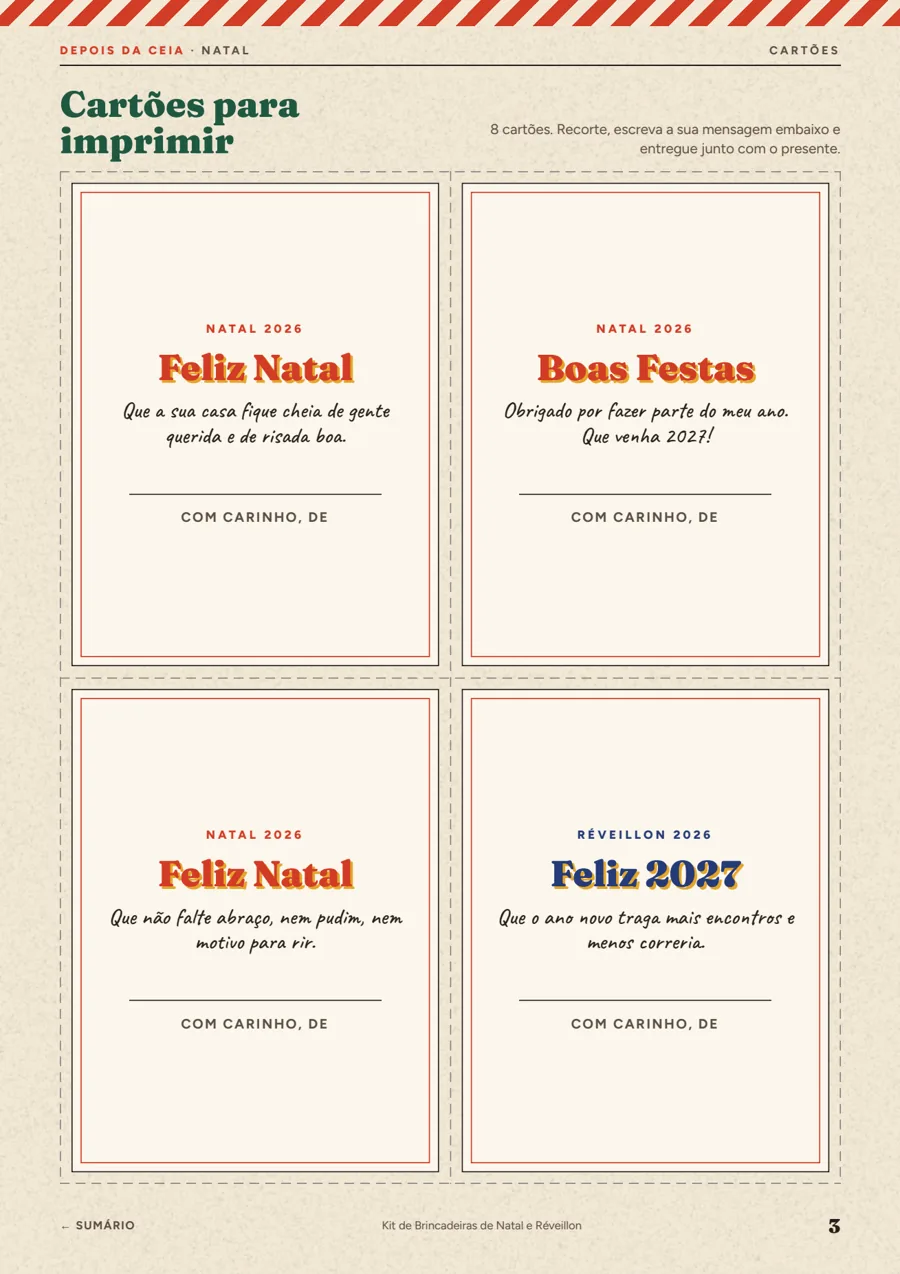 DEPOIS DA CEIA · NATAL
CARTÕES
Cartões para
imprimir
8 cartões. Recorte, escreva a sua mensagem embaixo e
entregue junto com o presente.
NATAL 2026
Feliz Natal
Que a sua casa fique cheia de gente
querida e de risada boa.
COM CARINHO, DE
NATAL 2026
Boas Festas
Obrigado por fazer parte do meu ano.
Que venha 2027!
COM CARINHO, DE
NATAL 2026
Feliz Natal
Que não falte abraço, nem pudim, nem
motivo para rir.
COM CARINHO, DE
RÉVEILLON 2026
Feliz 2027
Que o ano novo traga mais encontros e
menos correria.
COM CARINHO, DE
← SUMÁRIO
Kit de Brincadeiras de Natal e Réveillon
3